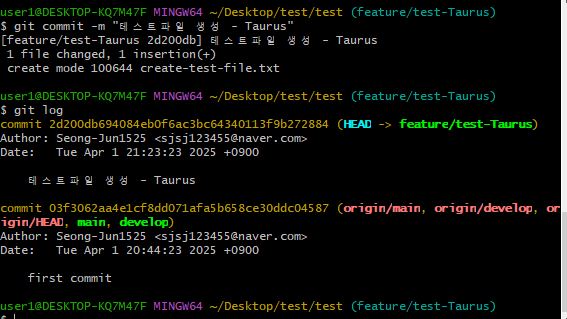 user1@DESKTOP-KQ7M47F MINGW64 ~/Desktop/test/test (feature/test-Taurus)
$ git commit -m "테스트파일 생성 - Taurus"
[feature/test-Taurus 2d200db] 테스트파일 생성 - Taurus
 1 file changed, 1 insertion(+)
 create mode 100644 create-test-file.txt

user1@DESKTOP-KQ7M47F MINGW64 ~/Desktop/test/test (feature/test-Taurus)
$ git log
commit 2d200db694084eb0f6ac3bc64340113f9b272884 (HEAD -> feature/test-Taurus)
Author: Seong-Jun1525 <sjsj123455@naver.com>
Date:   Tue Apr 1 21:23:23 2025 +0900

    테스트파일 생성 - Taurus

commit 03f3062aa4e1cf8dd071afa5b658ce30ddc04587 (origin/main, origin/develop, or
igin/HEAD, main, develop)
Author: Seong-Jun1525 <sjsj123455@naver.com>
Date:   Tue Apr 1 20:44:23 2025 +0900

    first commit

user1@DESKTOP-KQ7M47F MINGW64 ~/Desktop/test/test (feature/test-Taurus)
$